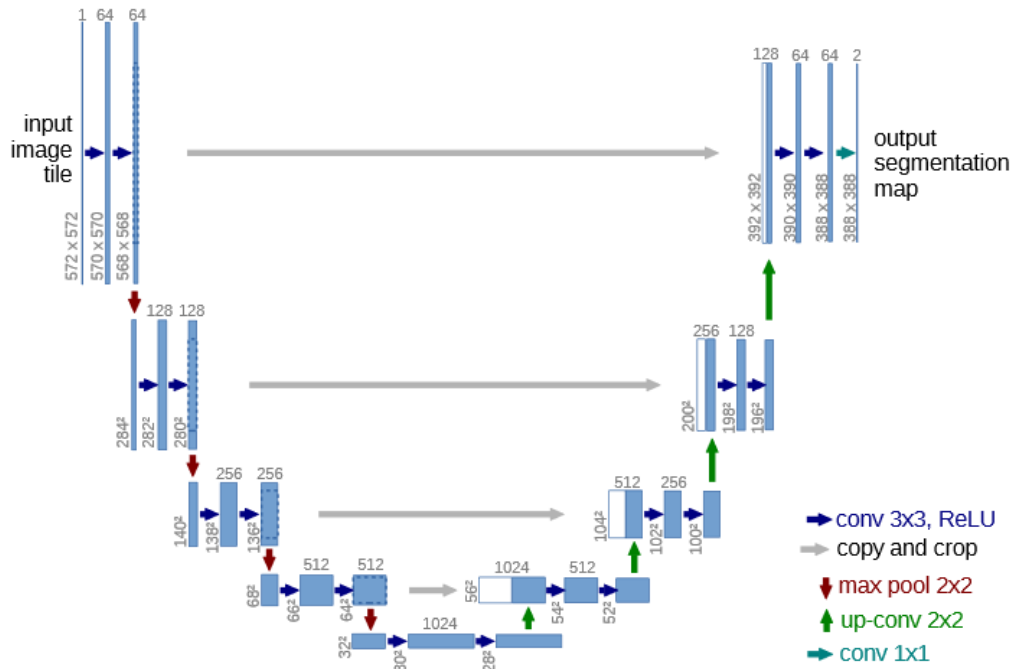 1 64 64
128 64 64 2
input
image
tile
output
segmentation
map
572 x 572
570 x 570
568 x 568
392 x 392
390 x 390
388 x 388
388 x 388
128 128
256 128
284²
282²
280²
200²
198²
196²
256 256
512 256
140²
138²
136²
104²
102²
100²
512 512
1024 512
68²
66²
64²
56²
54²
52²
1024
32²
30²
28²
conv 3x3, ReLU
copy and crop
max pool 2x2
up-conv 2x2
conv 1x1